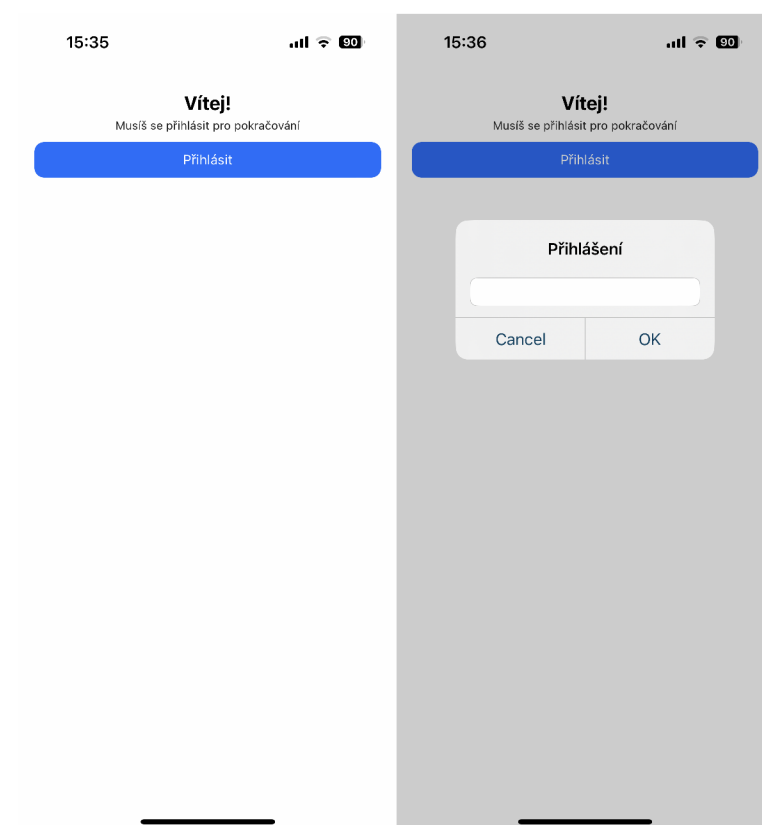 15:35
90
Vítej!
Musíš se přihlásit pro pokračování
Přihlásit
15:36
90
Vítej!
Musíš se přihlásit pro pokračování
Přihlásit
Přihlášení
Cancel
OK